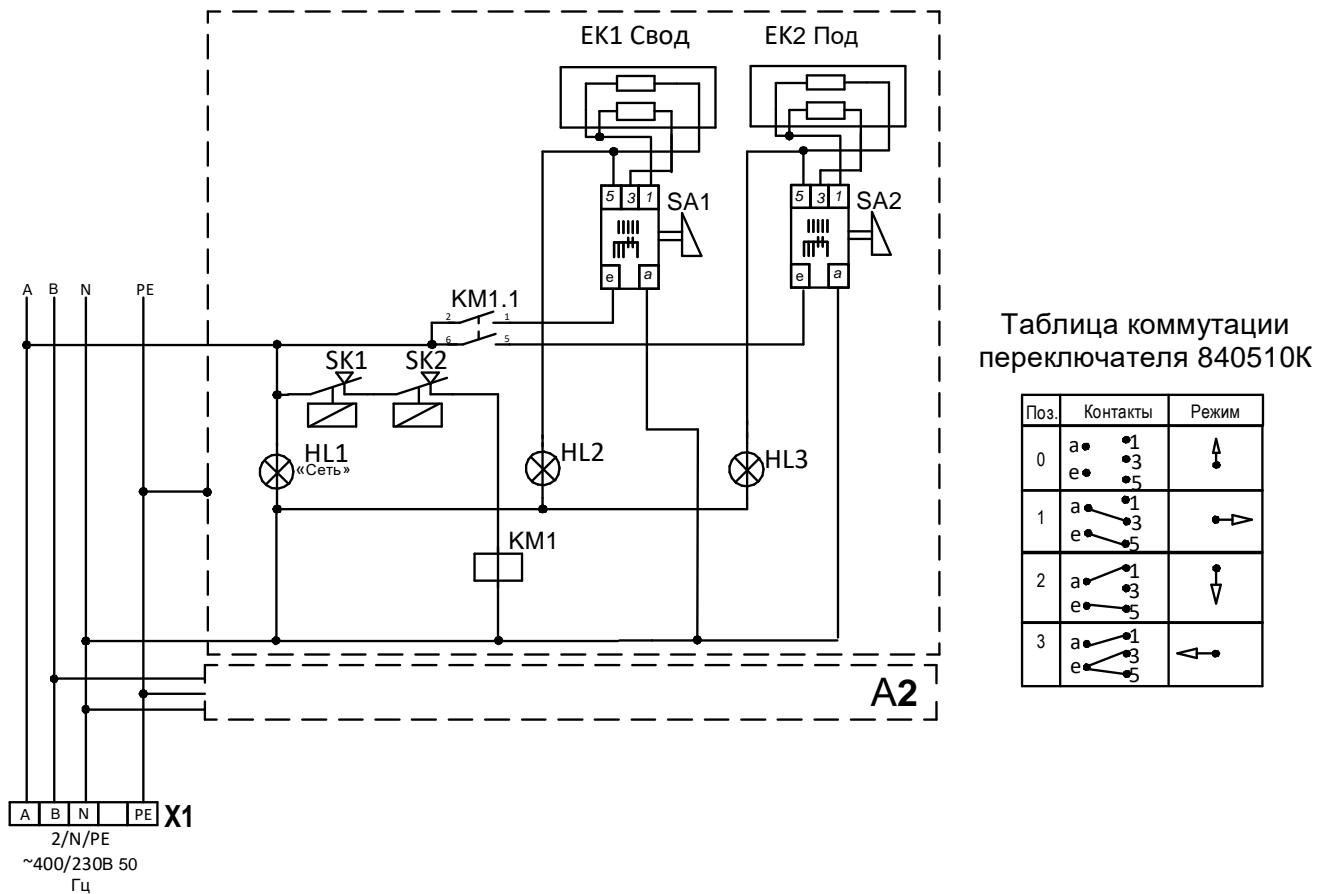 EK1 Свод
EK2 Под
5 3 1
SA1
e a
5 3 1
SA2
e a
A B N PE
KM1.1
2 1
6 5
SK1
SK2
HL1
«Сеть»
HL2
HL3
KM1
A2
A B N PE X1
2/N/PE
~400/230В 50
Гц
Таблица коммутации
переключателя 840510К
Поз. Контакты Режим
0
a 1
3
e 5
1
a 1
3
e 5
2
a 1
3
e 5
3
a 1
3
e 5